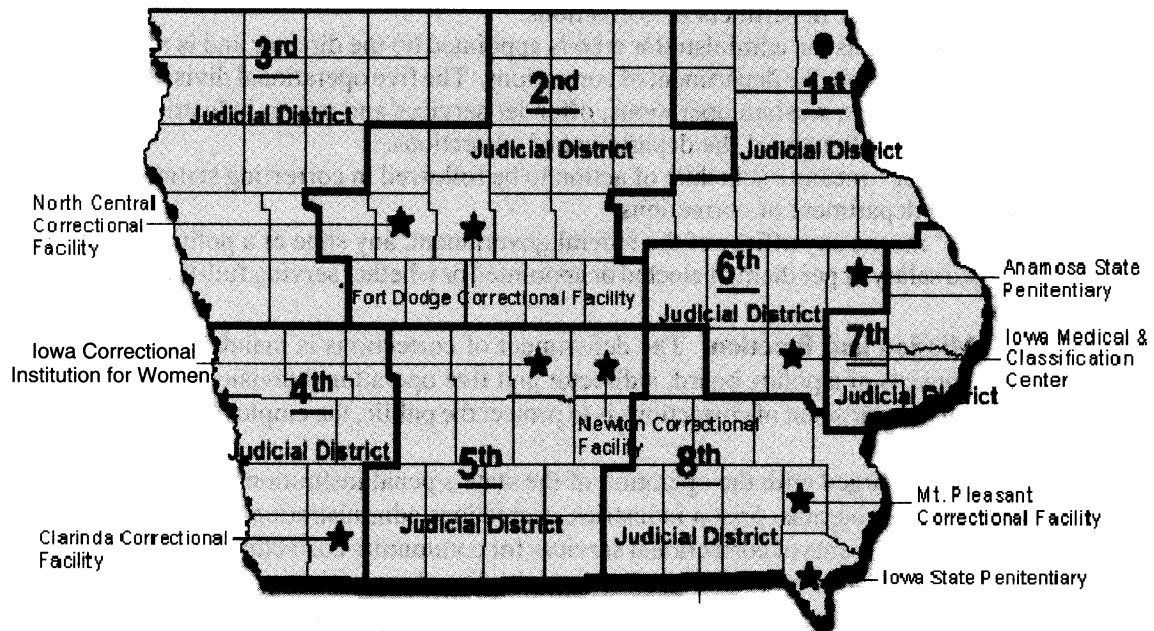 3rd
Judicial District
2nd
Judicial District
1st
Judicial District
North Central
Correctional
Facility
Fort Dodge Correctional Facility
6th
Judicial District
Anamosa State
Penitentiary
7th
Judicial District
Iowa Medical &
Classification
Center
Iowa Correctional
Institution for Women
4th
Judicial District
Newton Correctional
Facility
5th
Judicial District
8th
Judicial District
Mt. Pleasant
Correctional Facility
Clarinda Correctional
Facility
Iowa State Penitentiary